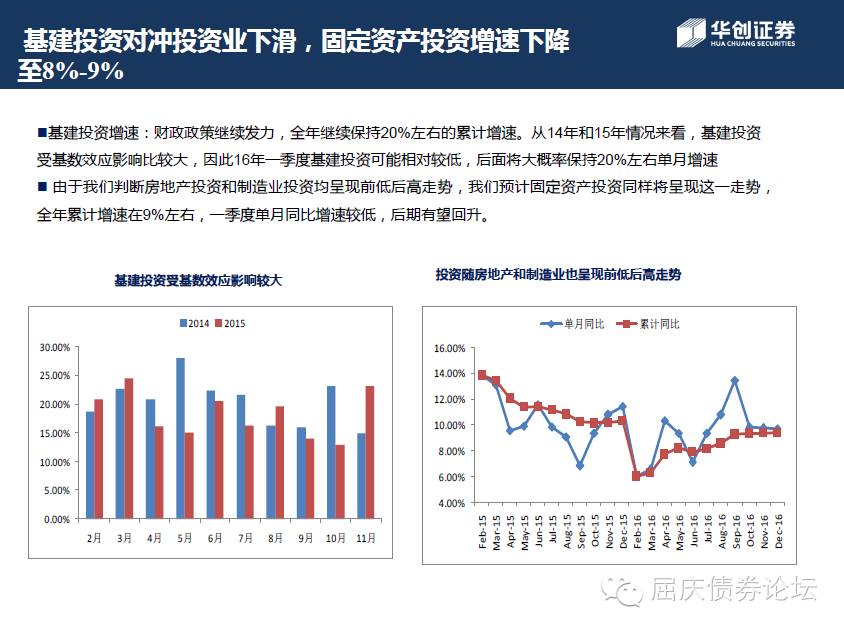 基建投资对冲投资业下滑，固定资产投资增速下降
至8%-9%
华创证券
HUA CHUANG SECURITIES
■基建投资增速：财政政策继续发力，全年继续保持20%左右的累计增速。从14年和15年情况来看，基建投资
受基数效应影响比较大，因此16年一季度基建投资可能相对较低，后面将大概率保持20%左右单月增速
■ 由于我们判断房地产投资和制造业投资均呈现前低后高走势，我们预计固定资产投资同样将呈现这一走势，
全年累计增速在9%左右，一季度单月同比增速较低，后期有望回升。
基建投资受基数效应影响较大
2014 2015
30.00%
25.00%
20.00%
15.00%
10.00%
5.00%
0.00%
2月 3月 4月 5月 6月 7月 8月 9月 10月 11月
投资随房地产和制造业也呈现前低后高走势
单月同比 累计同比
16.00%
14.00%
12.00%
10.00%
8.00%
6.00%
4.00%
Feb-15 Mar-15 Apr-15 May-15 Jun-15 Jul-15 Aug-15 Sep-15 Oct-15 Nov-15 Dec-15 Feb-16 Mar-16 Apr-16 May-16 Jun-16 Jul-16 Aug-16 Sep-16 Oct-16 Nov-16 Dec-16
屈庆债券论坛